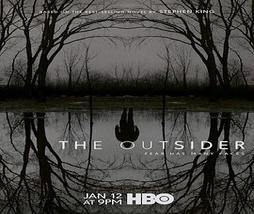 BASED ON THE BEST-SELLING NOVEL BY STEPHEN KING
THE OUTSIDER
FEAR HAS MANY FACES
JAN 12
AT 9PM HBO